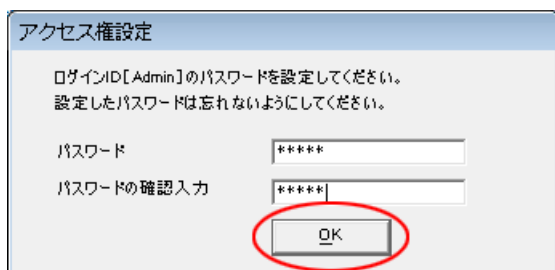 アクセス権設定
ログインID[Admin]のパスワードを設定してください。
設定したパスワードは忘れないようにしてください。
パスワード *****
パスワードの確認入力 *****
OK